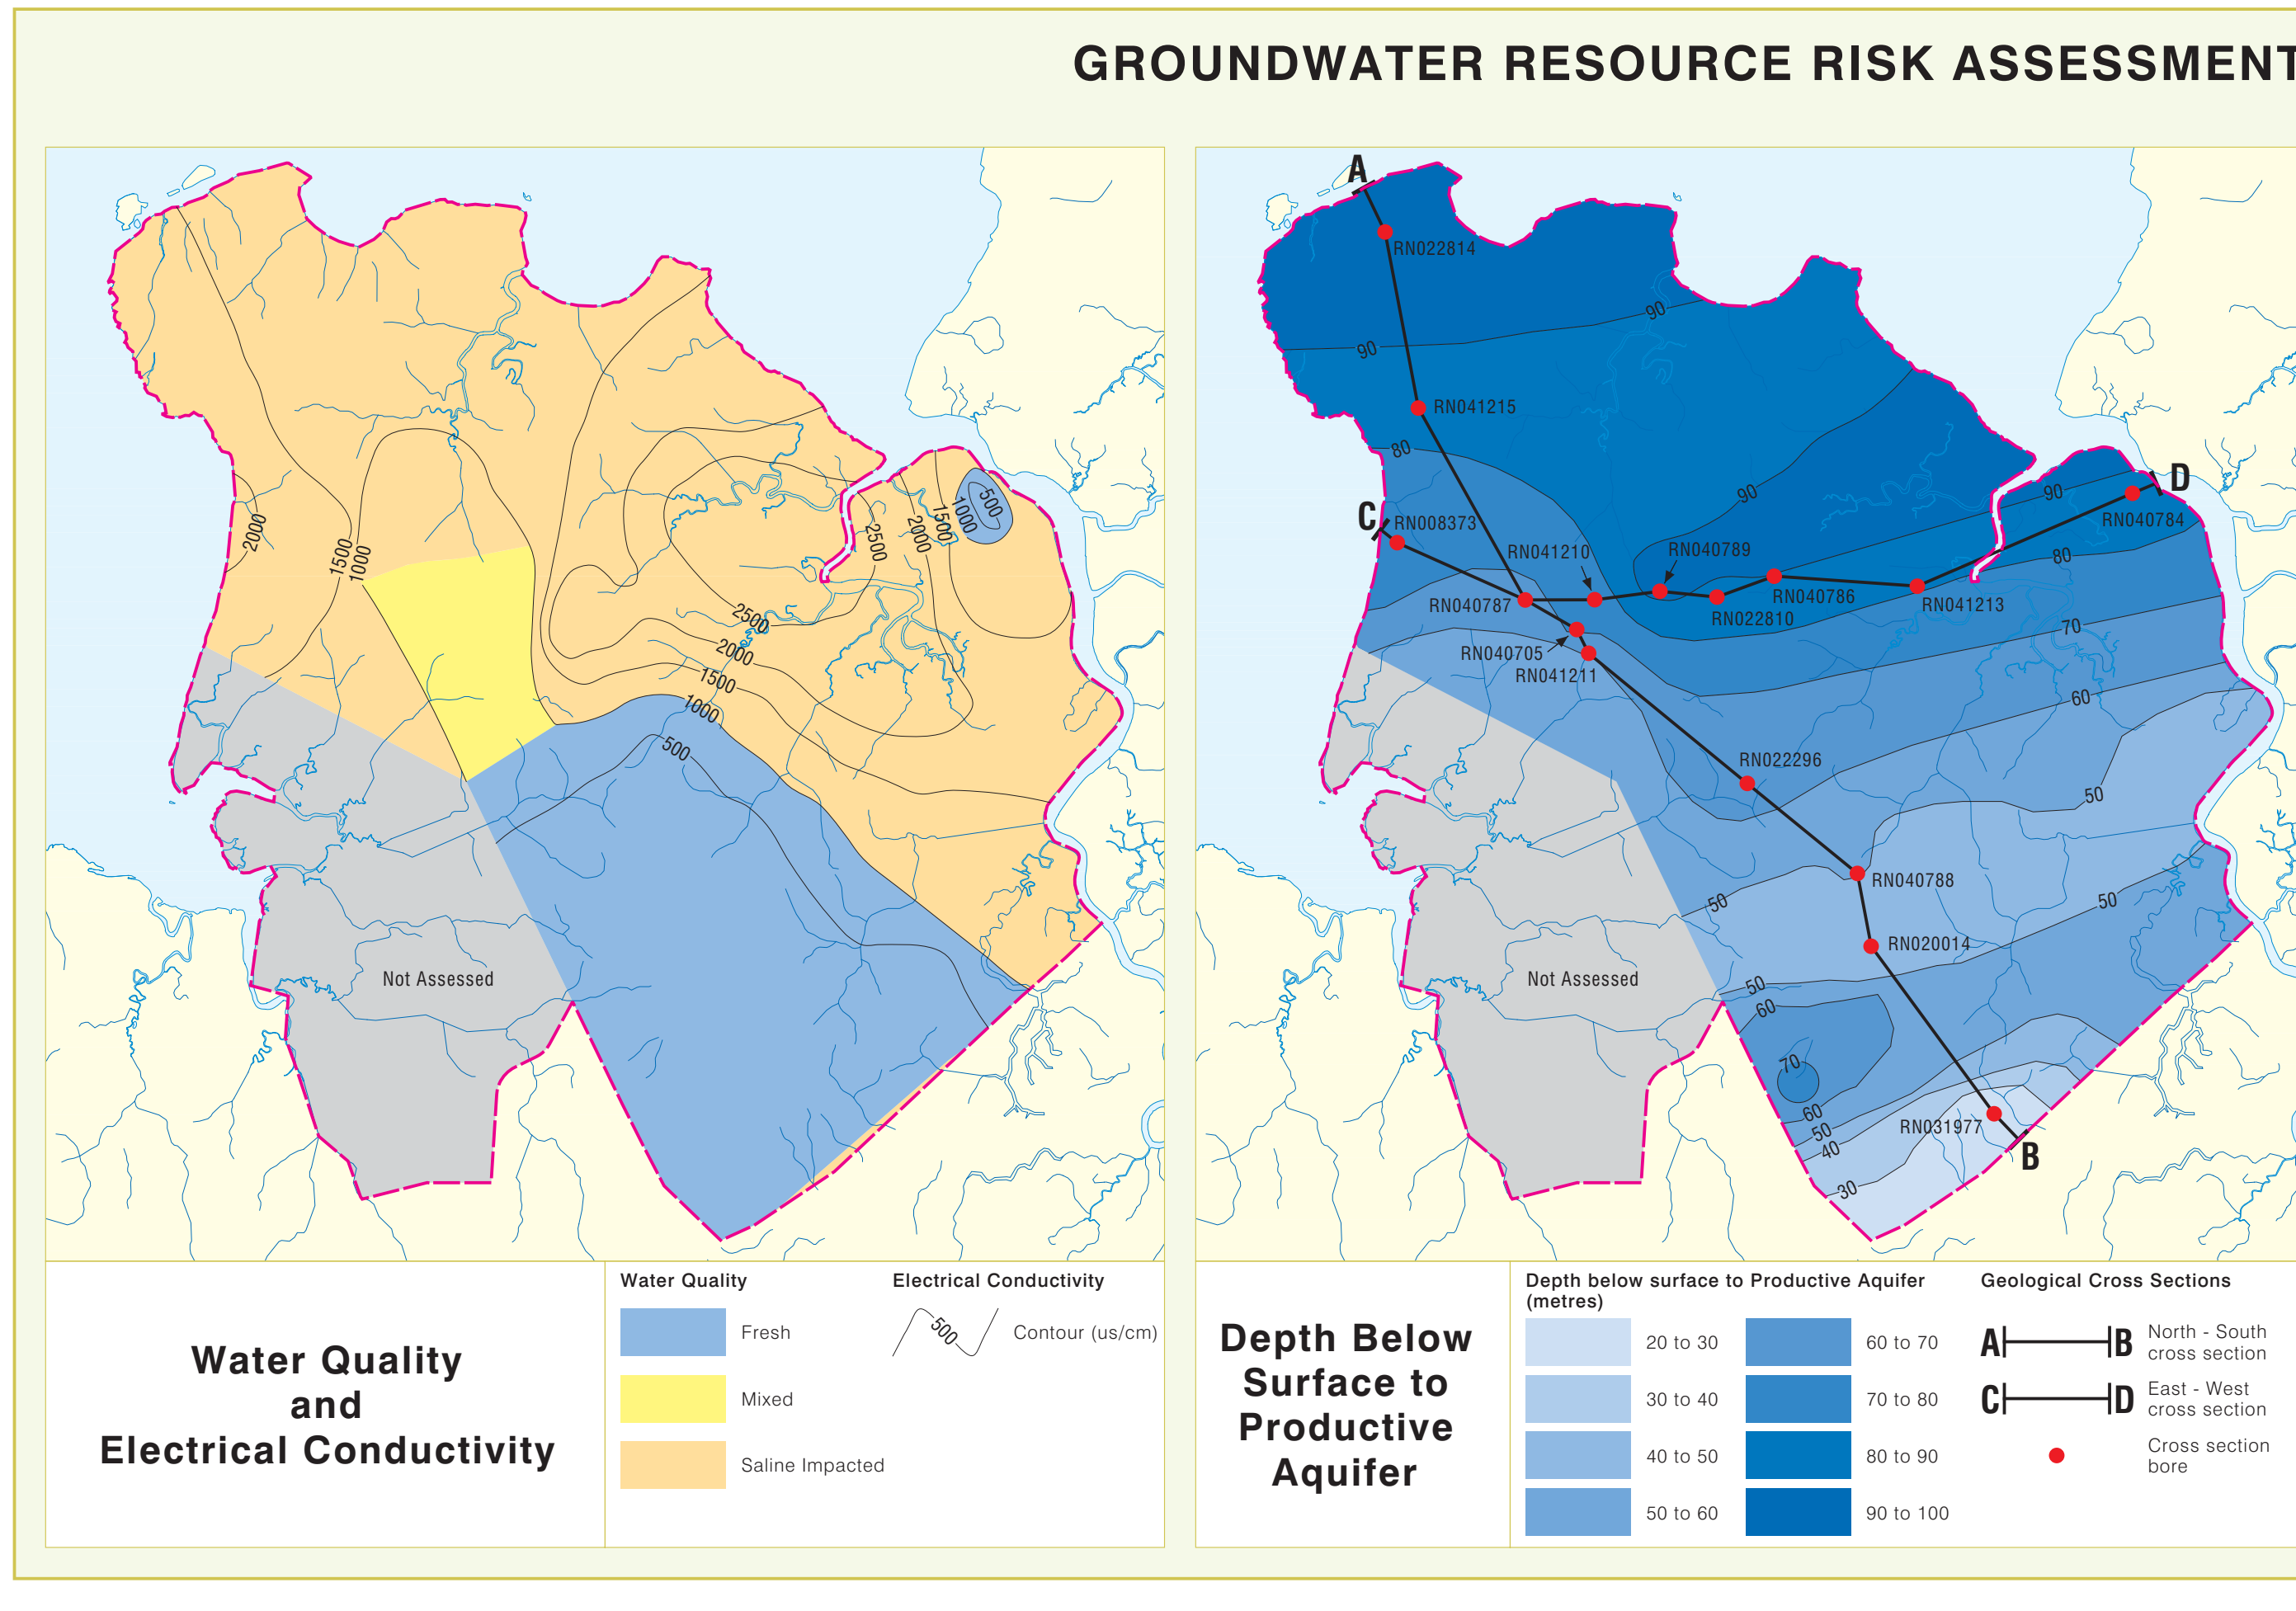 GROUNDWATER RESOURCE RISK ASSESSMENT
2000
1500
1000
2500
2000
1500
1000
500
2500
2000
1500
1000
500
Not Assessed
Water Quality
and
Electrical Conductivity
Water Quality
Fresh
Mixed
Saline Impacted
Electrical Conductivity
500
Contour (us/cm)
A
RN022814
90
90
RN041215
80
90
C
RN008373
RN041210
RN040789
90
D
RN040784
80
RN040787
RN022810
RN040786
RN041213
70
RN040705
RN041211
60
RN022296
50
RN040788
50
50
RN020014
Not Assessed
50
60
70
60
50
40
30
RN031977
B
Depth Below
Surface to
Productive
Aquifer
Depth below surface to Productive Aquifer
(metres)
20 to 30
30 to 40
40 to 50
50 to 60
60 to 70
70 to 80
80 to 90
90 to 100
Geological Cross Sections
A B North - South
cross section
C D East - West
cross section
Cross section
bore